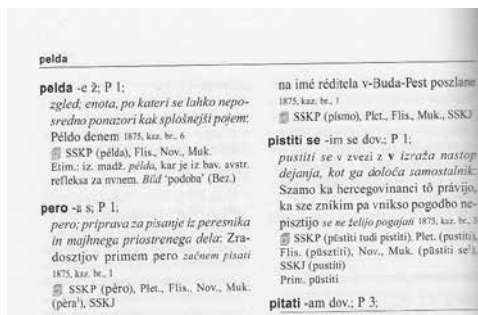 pelda
pelda -e ž; P 1;
zgled; enota, po kateri se lahko nepo-
sredno ponazori kak splošnejši pojem:
Példo denem 1875, kaz. br., 6
SSKP (példa), Flis., Nov., Muk.
Etim.: iz. madž. példa, kar je iz bav. avstr.
refleksa za nvnem. Bild 'podoba' (Bez.)
pero -a s; P 1;
pero; priprava za pisanje iz peresnika
in majhnega priostrenega dela: Zra-
dosztjov primem pero začnem pisati
1875, kaz. br., 1
SSKP (pèro), Plet., Flis., Nov., Muk.
(pèra¹), SSKJ
na imé réditela v-Buda-Pest poszlane
1875, kaz. br., 1
SSKP (písmo), Plet., Flis., Muk., SSKJ
pistiti se -im se dov.; P 1;
pustiti se v zvezi z v izraža nastop
dejanja, kot ga določa samostalnik:
Szamo ka hercegovinanci tô právijo,
ka sze znikim pa vnikso pogodbo ne-
pisztijo se ne želijo pogajati 1875, kaz. br., 3
SSKP (püstiti tudi pistiti), Plet. (pustiti),
Flis. (püsztiti), Nov., Muk. (püstiti se¹),
SSKJ (pustiti)
Prim. püstiti
pitati -am dov.; P 3;